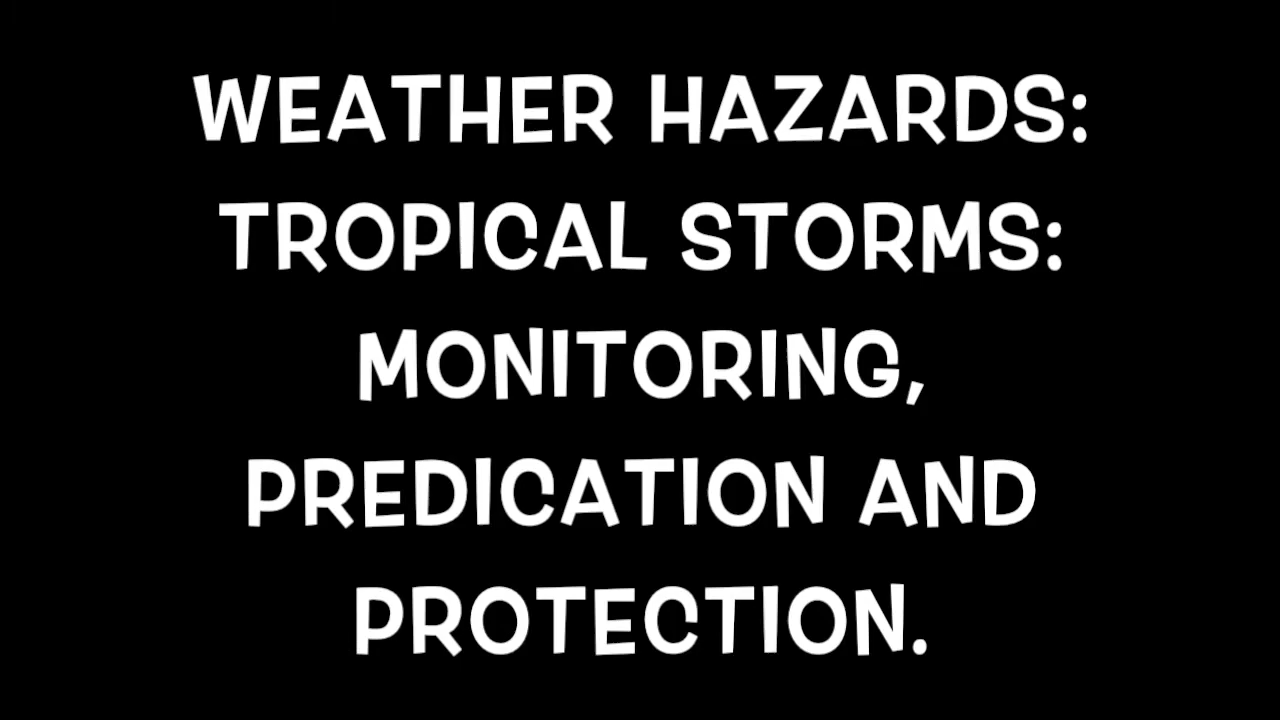 WEATHER HAZARDS:
TROPICAL STORMS:
MONITORING,
PREDICATION AND
PROTECTION.